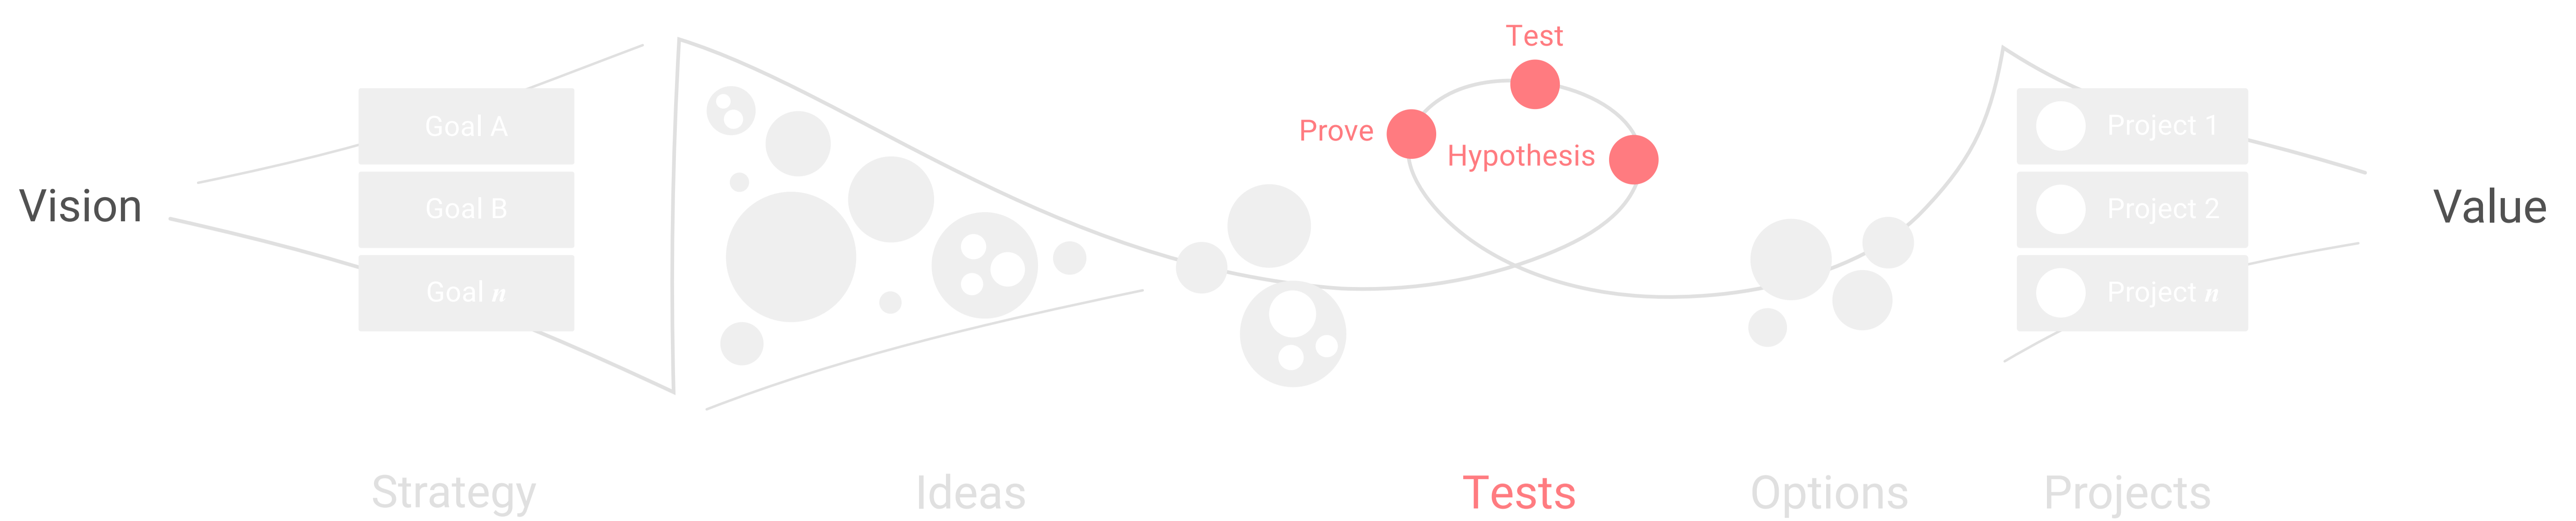 Vision
Goal A
Goal B
Goal n
Test
Prove
Hypothesis
Project 1
Project 2
Project n
Value
Strategy
Ideas
Tests
Options
Projects